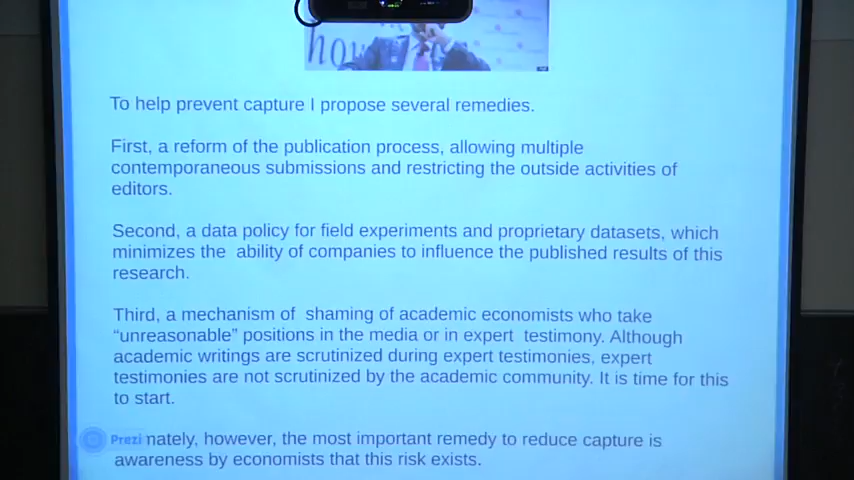 how
To help prevent capture I propose several remedies.
First, a reform of the publication process, allowing multiple
contemporaneous submissions and restricting the outside activities of
editors.
Second, a data policy for field experiments and proprietary datasets, which
minimizes the ability of companies to influence the published results of this
research.
Third, a mechanism of shaming of academic economists who take
“unreasonable” positions in the media or in expert testimony. Although
academic writings are scrutinized during expert testimonies, expert
testimonies are not scrutinized by the academic community. It is time for this
to start.
Prezi nately, however, the most important remedy to reduce capture is
awareness by economists that this risk exists.